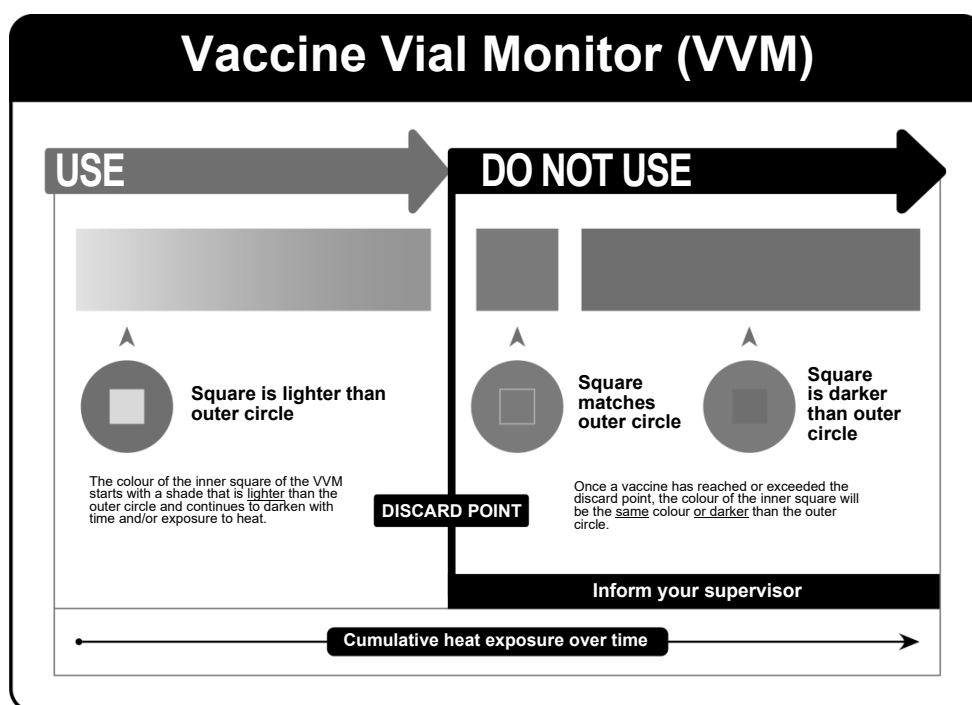 Vaccine Vial Monitor (VVM)
USE
DO NOT USE
Square is lighter than
outer circle
Square
matches
outer circle
Square
is darker
than outer
circle
The colour of the inner square of the VVM
starts with a shade that is lighter than the
outer circle and continues to darken with
time and/or exposure to heat.
DISCARD POINT
Once a vaccine has reached or exceeded the
discard point, the colour of the inner square will
be the same colour or darker than the outer
circle.
Inform your supervisor
Cumulative heat exposure over time